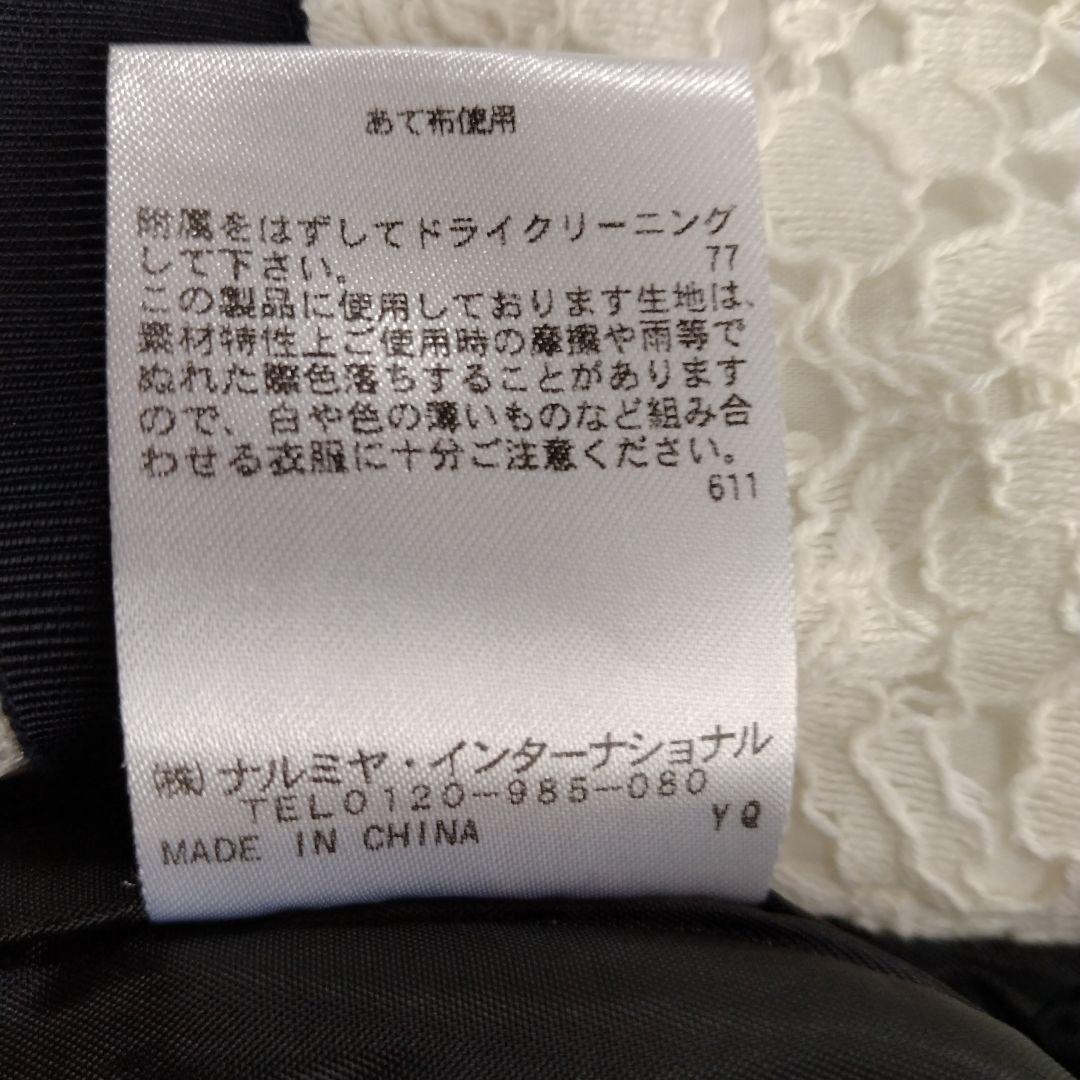 あて布使用
附属をはずしてドライクリーニング
して下さい。 77
この製品に使用しております生地は、
素材特性上ご使用時の摩擦や雨等で
ぬれた際色落ちすることがあります
ので、白や色の薄いものなど組み合
わせる衣服に十分ご注意ください。
611
(株)ナルミヤ・インターナショナル
TEL0120-985-080
YQ
MADE IN CHINA